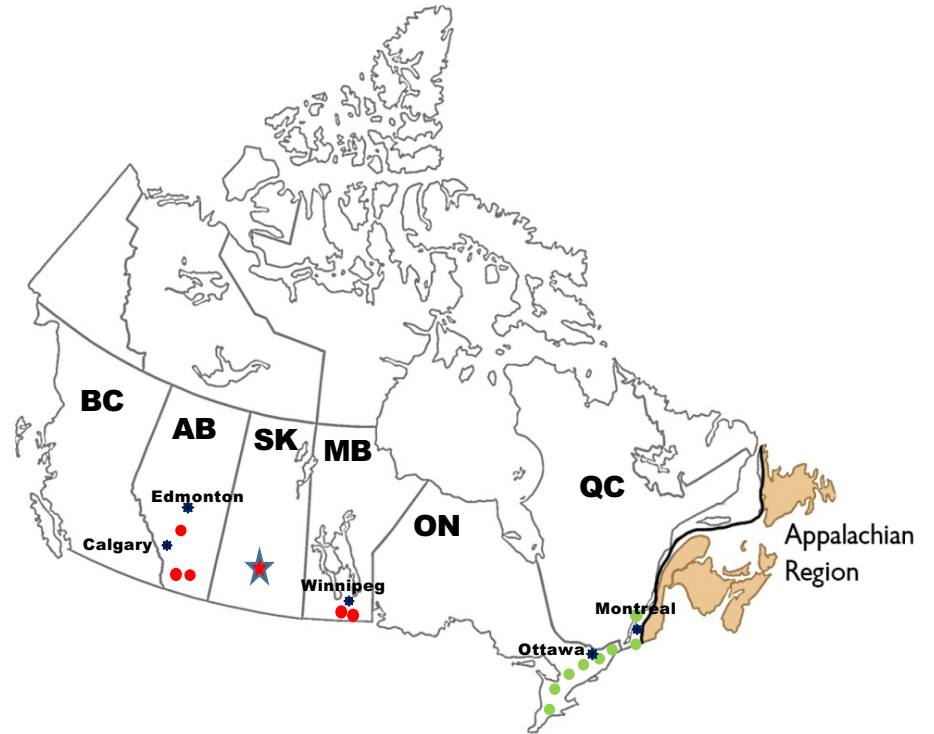 BC
AB
SK
MB
QC
ON
Edmonton
Calgary
Winnipeg
Appalachian
Region
Montreal
Ottawa